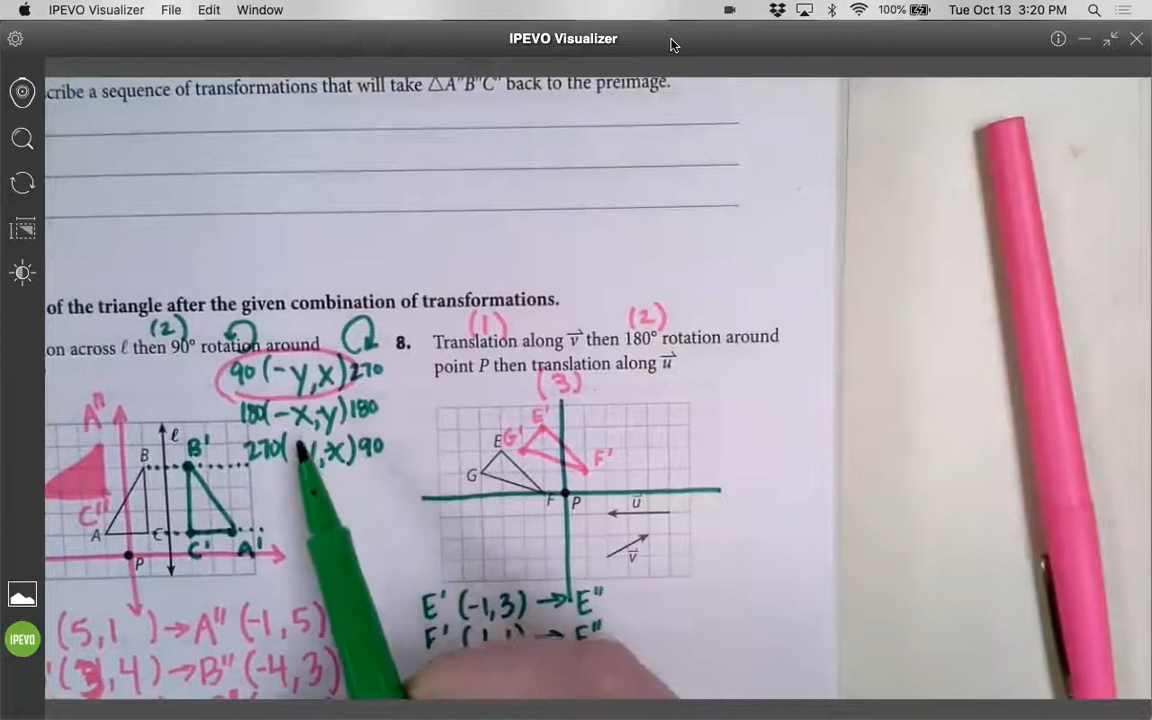 IPEVO Visualizer File Edit Window 100% Tue Oct 13 3:20 PM
IPEVO Visualizer
cribe a sequence of transformations that will take △A"B"C" back to the preimage.
of the triangle after the given combination of transformations.
(2)
on across ℓ then 90° rotation around
90(-y,x)270
180(-x,y)180
270( ,x)90
A"
C"
B
ℓ
B'
A
C
C'
A'
P
(5,1 )→A"(-1,5)
(3,4)→B"(-4,3)
(1) (2)
8. Translation along v⃗ then 180° rotation around
point P then translation along u⃗
(3)
E'
E
G'
F'
G
F
P
u⃗
v⃗
E'(-1,3)→E"
F'(1,1)→F"
IPEVO